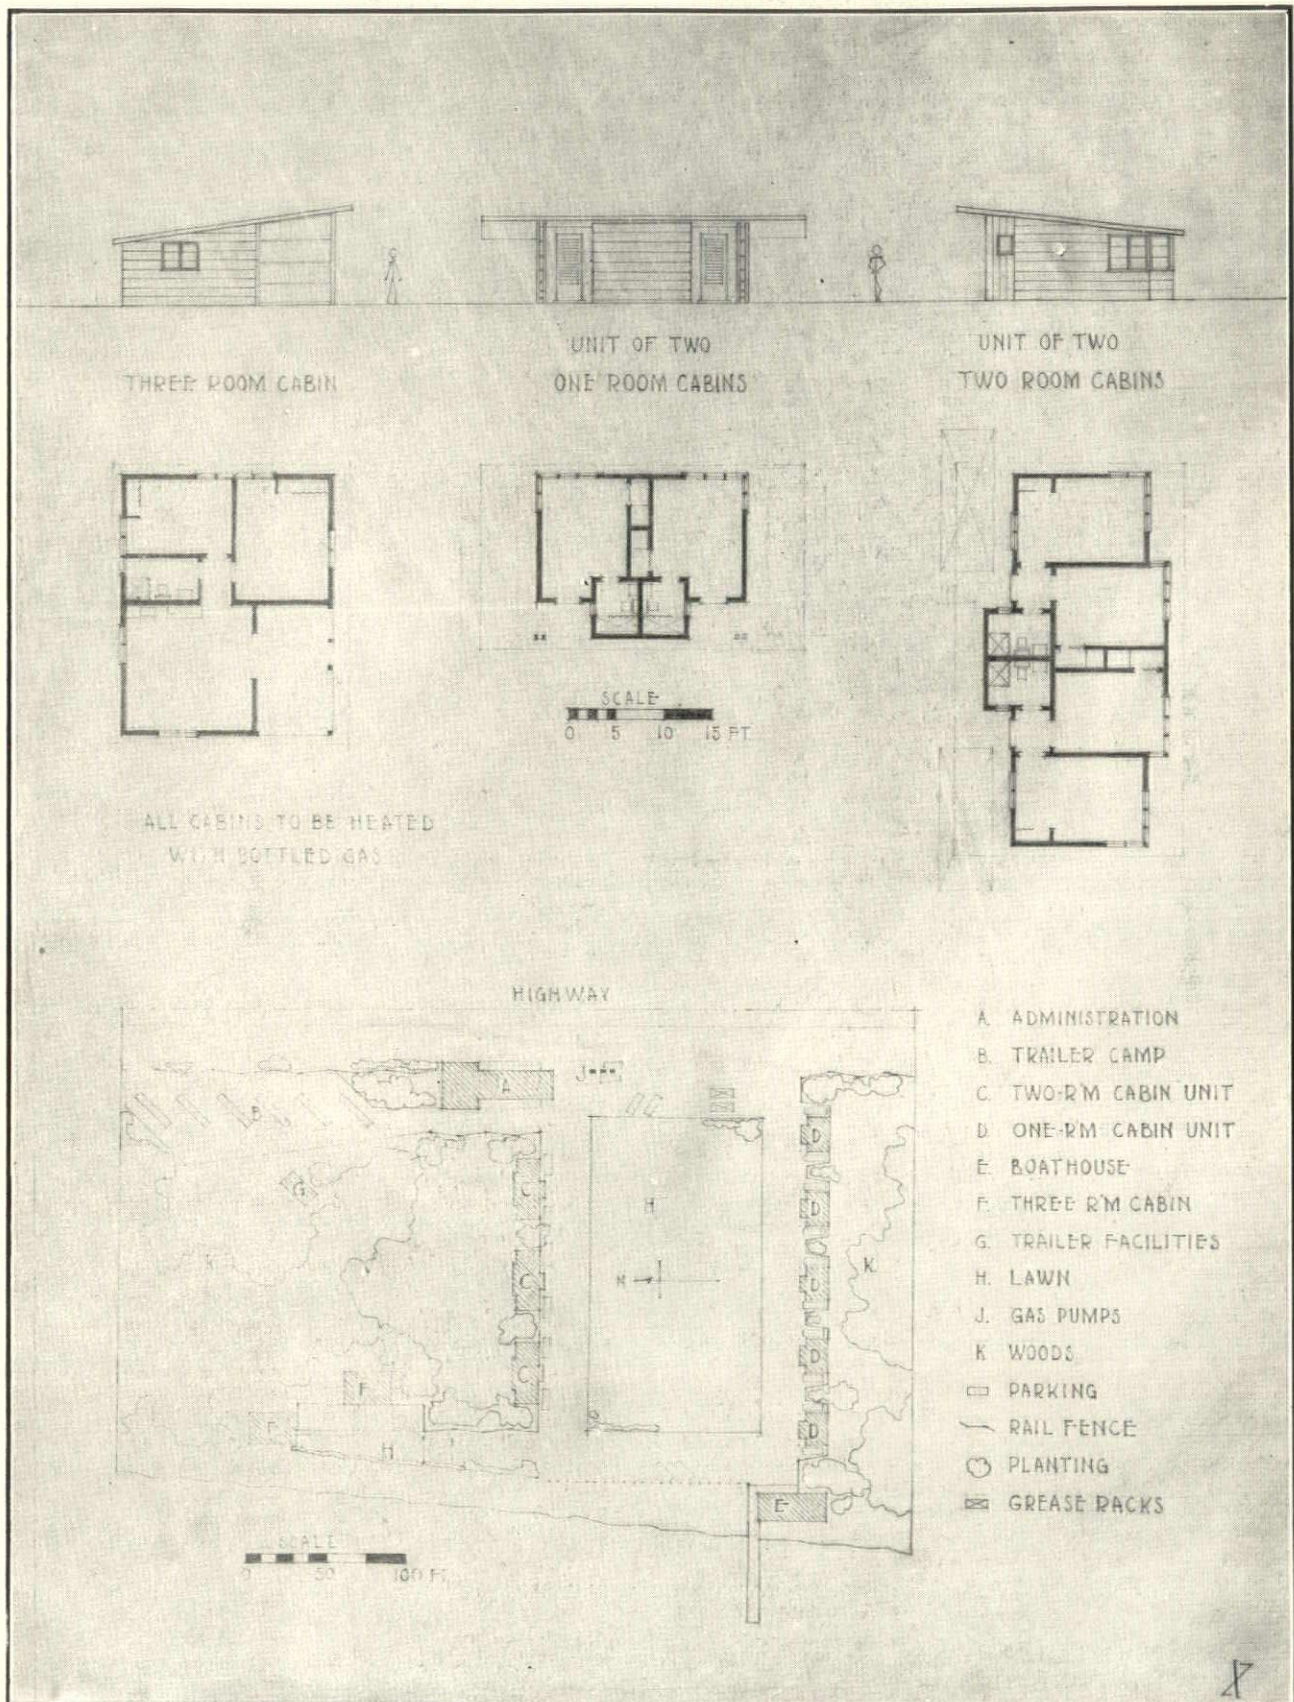 THREE ROOM CABIN
UNIT OF TWO
ONE ROOM CABINS
UNIT OF TWO
TWO ROOM CABINS
SCALE
0 5 10 15 FT
ALL CABINS TO BE HEATED
WITH BOTTLED GAS
HIGHWAY
A
J
B
G
C
H
N
K
K
C
C
F
F
H
D
D
D
D
D
E
SCALE
0 50 100 FT.
A. ADMINISTRATION
B. TRAILER CAMP
C. TWO-R'M CABIN UNIT
D. ONE-RM CABIN UNIT
E. BOATHOUSE
F. THREE R'M CABIN
G. TRAILER FACILITIES
H. LAWN
J. GAS PUMPS
K WOODS
PARKING
RAIL FENCE
PLANTING
GREASE RACKS